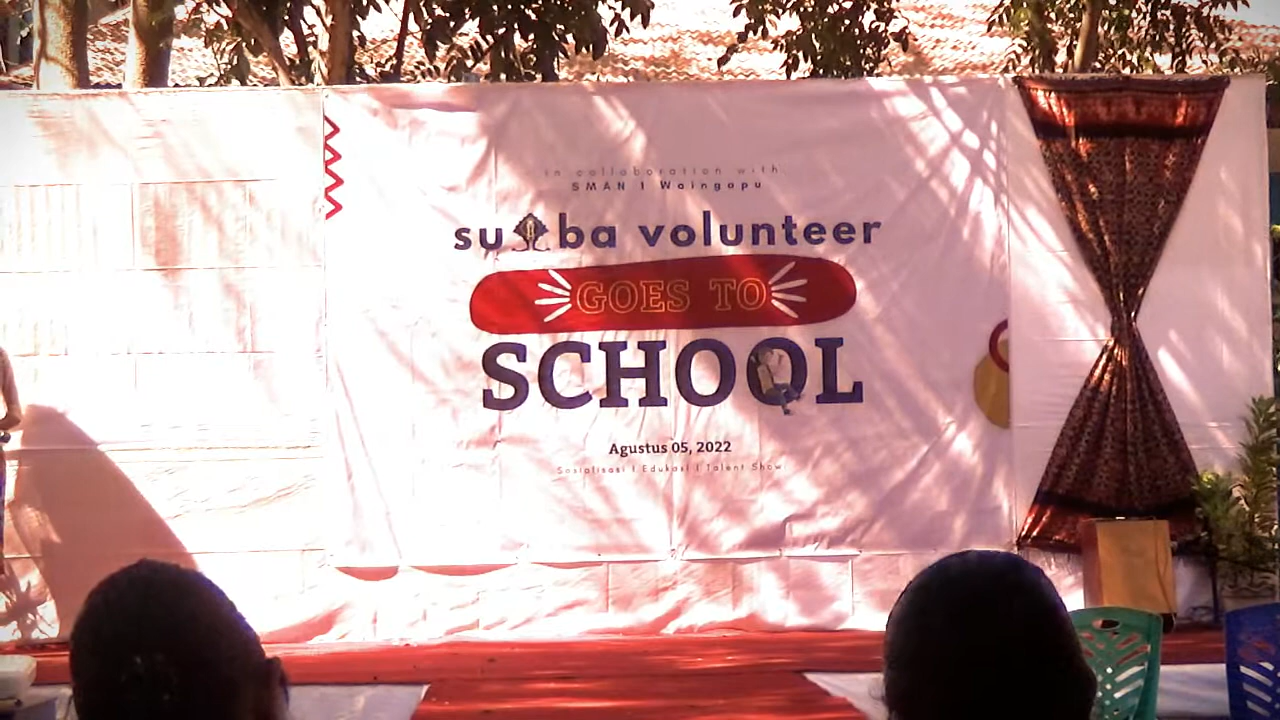 in collaboration with
SMAN 1 Waingapu
sumba volunteer
GOES TO
SCHOOL
Agustus 05, 2022
Sosialisasi | Edukasi | Talent Show